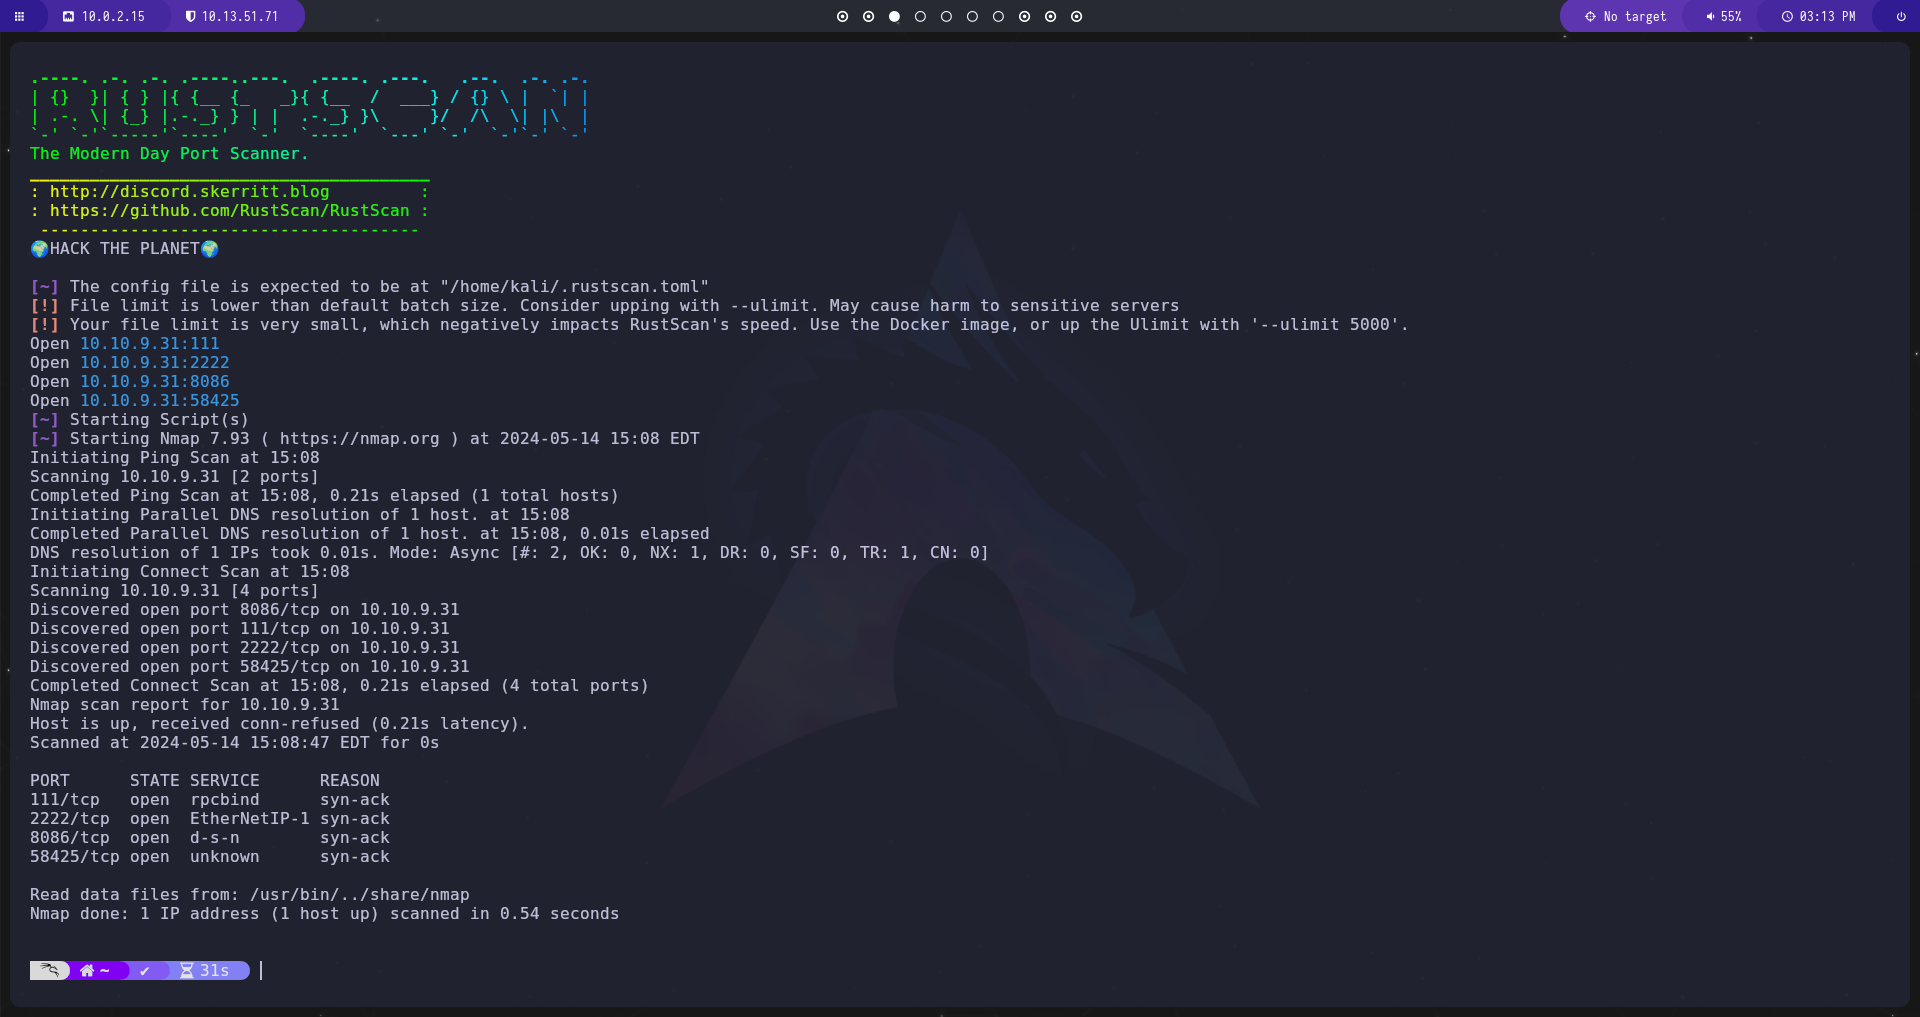 10.0.2.15 10.13.51.71 No target 55% 03:13 PM
.----. .-. .-. .----..---.  .----. .---.   .--.  .-. .-.
| {}  }| { } |{ {__ {_   _}{ {__  /  ___} / {} \ |  `| |
| .-. \| {_} |.-._} } | |  .-._} }\     }/  /\  \| |\  |
`-' `-'`-----'`----'  `-'  `----'  `---' `-'  `-'`-' `-'
The Modern Day Port Scanner.
________________________________________
: http://discord.skerritt.blog         :
: https://github.com/RustScan/RustScan :
 --------------------------------------
🌍HACK THE PLANET🌍
[~] The config file is expected to be at "/home/kali/.rustscan.toml"
[!] File limit is lower than default batch size. Consider upping with --ulimit. May cause harm to sensitive servers
[!] Your file limit is very small, which negatively impacts RustScan's speed. Use the Docker image, or up the Ulimit with '--ulimit 5000'.
Open 10.10.9.31:111
Open 10.10.9.31:2222
Open 10.10.9.31:8086
Open 10.10.9.31:58425
[~] Starting Script(s)
[~] Starting Nmap 7.93 ( https://nmap.org ) at 2024-05-14 15:08 EDT
Initiating Ping Scan at 15:08
Scanning 10.10.9.31 [2 ports]
Completed Ping Scan at 15:08, 0.21s elapsed (1 total hosts)
Initiating Parallel DNS resolution of 1 host. at 15:08
Completed Parallel DNS resolution of 1 host. at 15:08, 0.01s elapsed
DNS resolution of 1 IPs took 0.01s. Mode: Async [#: 2, OK: 0, NX: 1, DR: 0, SF: 0, TR: 1, CN: 0]
Initiating Connect Scan at 15:08
Scanning 10.10.9.31 [4 ports]
Discovered open port 8086/tcp on 10.10.9.31
Discovered open port 111/tcp on 10.10.9.31
Discovered open port 2222/tcp on 10.10.9.31
Discovered open port 58425/tcp on 10.10.9.31
Completed Connect Scan at 15:08, 0.21s elapsed (4 total ports)
Nmap scan report for 10.10.9.31
Host is up, received conn-refused (0.21s latency).
Scanned at 2024-05-14 15:08:47 EDT for 0s
PORT      STATE SERVICE      REASON
111/tcp   open  rpcbind      syn-ack
2222/tcp  open  EtherNetIP-1 syn-ack
8086/tcp  open  d-s-n        syn-ack
58425/tcp open  unknown      syn-ack
Read data files from: /usr/bin/../share/nmap
Nmap done: 1 IP address (1 host up) scanned in 0.54 seconds
~ ✔ 31s